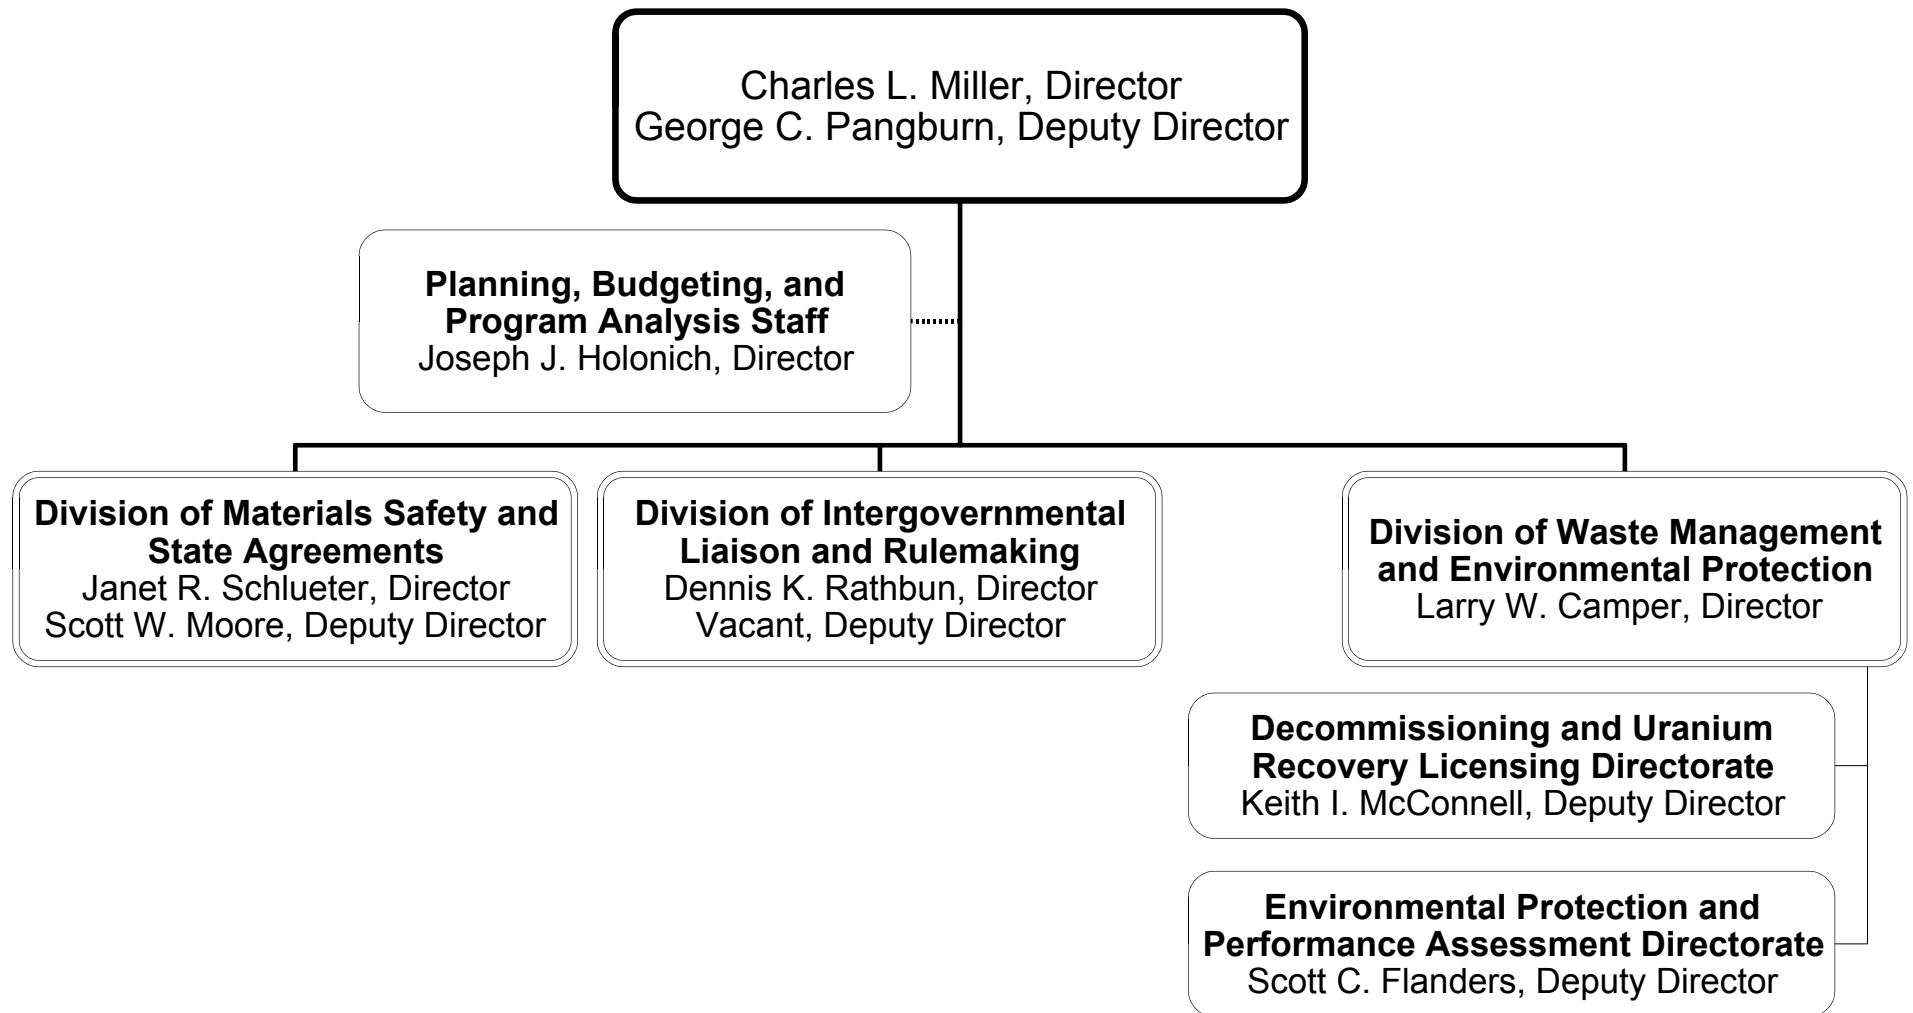 Charles L. Miller, Director
George C. Pangburn, Deputy Director
Planning, Budgeting, and
Program Analysis Staff
Joseph J. Holonich, Director
Division of Materials Safety and
State Agreements
Janet R. Schlueter, Director
Scott W. Moore, Deputy Director
Division of Intergovernmental
Liaison and Rulemaking
Dennis K. Rathbun, Director
Vacant, Deputy Director
Division of Waste Management
and Environmental Protection
Larry W. Camper, Director
Decommissioning and Uranium
Recovery Licensing Directorate
Keith I. McConnell, Deputy Director
Environmental Protection and
Performance Assessment Directorate
Scott C. Flanders, Deputy Director